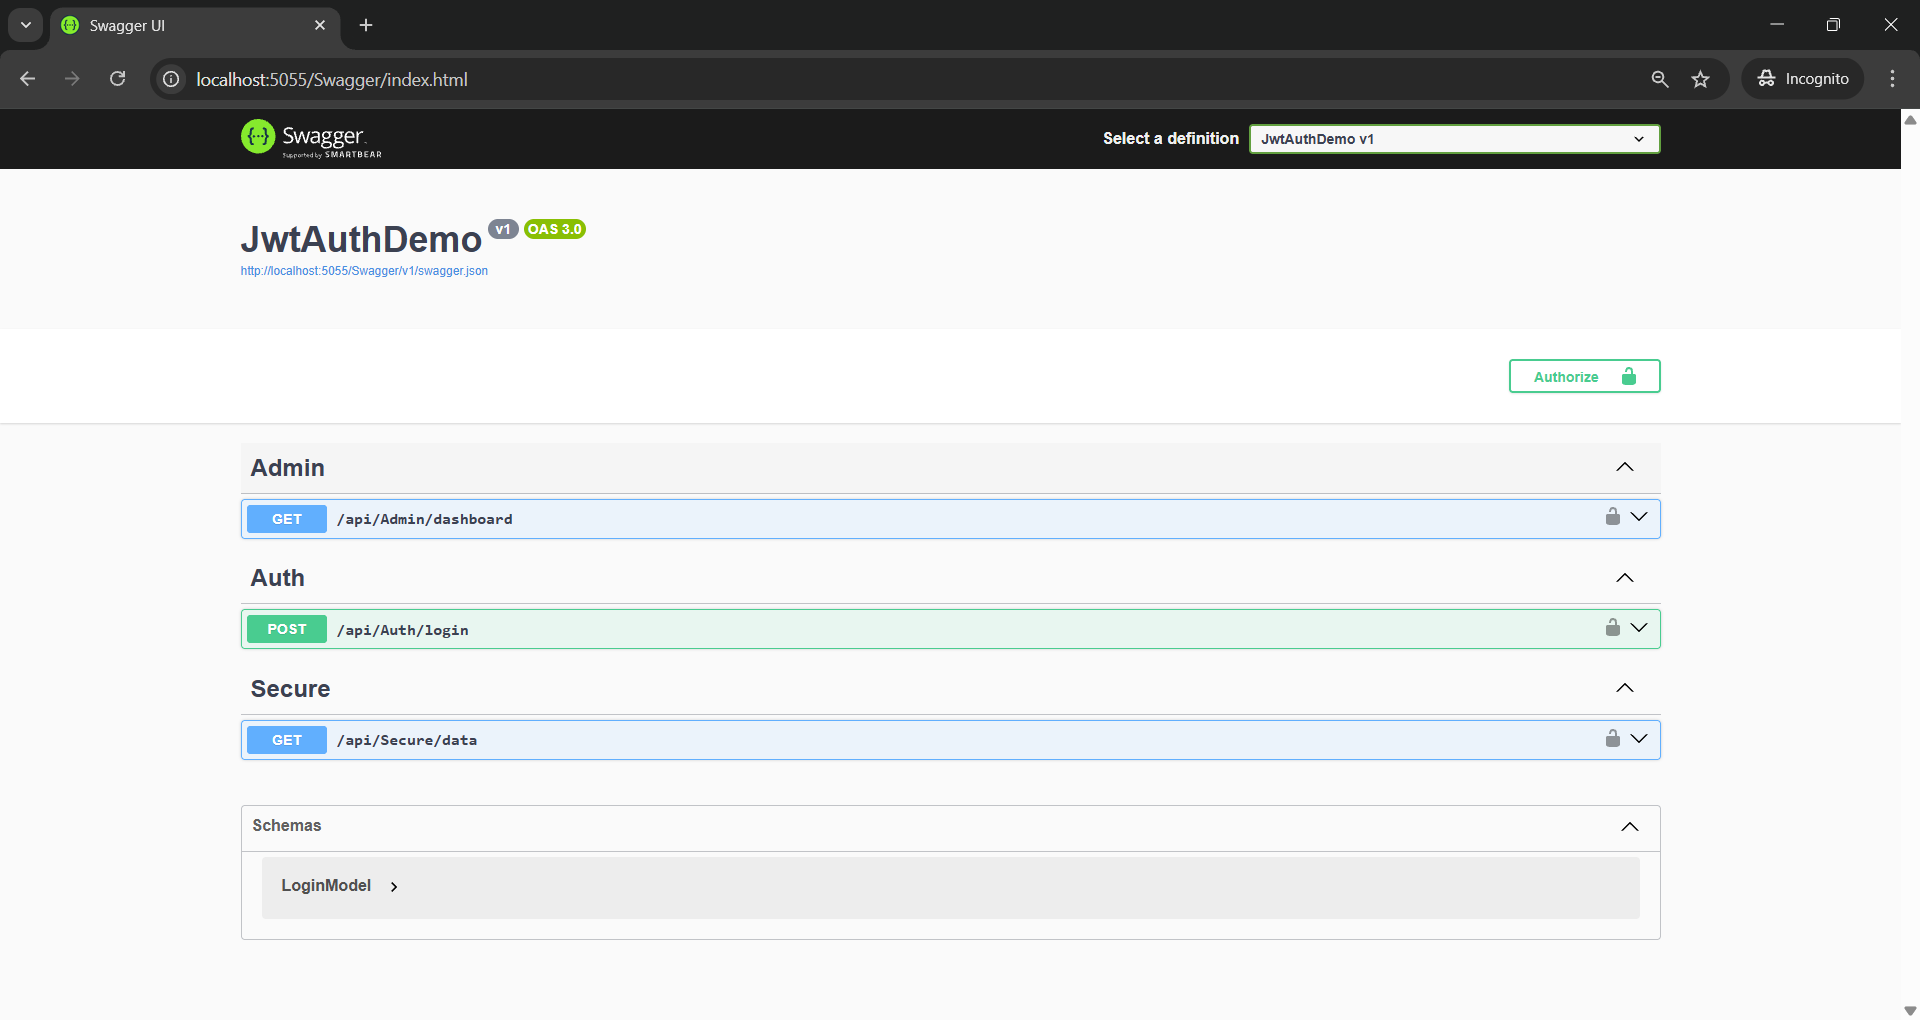 Swagger UI
localhost:5055/Swagger/index.html
Incognito
Swagger
Supported by SMARTBEAR
Select a definition
JwtAuthDemo v1
JwtAuthDemo v1 OAS 3.0
http://localhost:5055/Swagger/v1/swagger.json
Authorize
Admin
GET /api/Admin/dashboard
Auth
POST /api/Auth/login
Secure
GET /api/Secure/data
Schemas
LoginModel